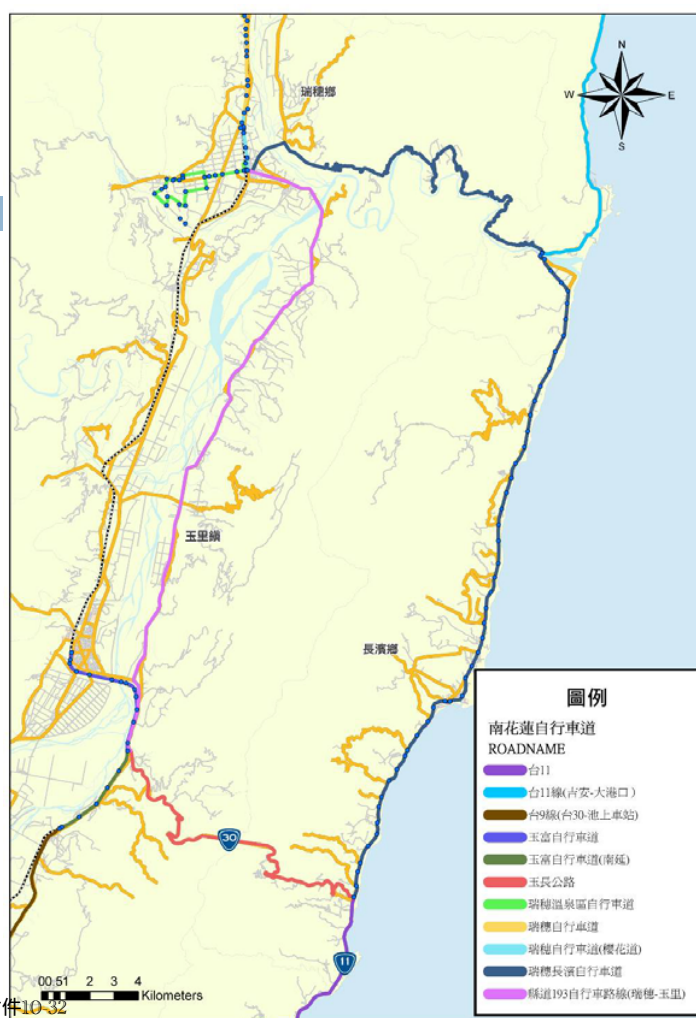 N
瑞穗鄉
W
E
S
玉里鎮
長濱鄉
圖例
南花蓮自行車道
ROADNAME
台11
台11線(吉安-大港口)
台9線(台30-池上車站)
玉富自行車道
30
玉富自行車道(南延)
玉長公路
瑞穗溫泉區自行車道
瑞穗自行車道
瑞穗自行車道(櫻花道)
11
瑞穗長濱自行車道
縣道193自行車路線(瑞穗-玉里)
00.51 2 3 4
Kilometers
件10-32